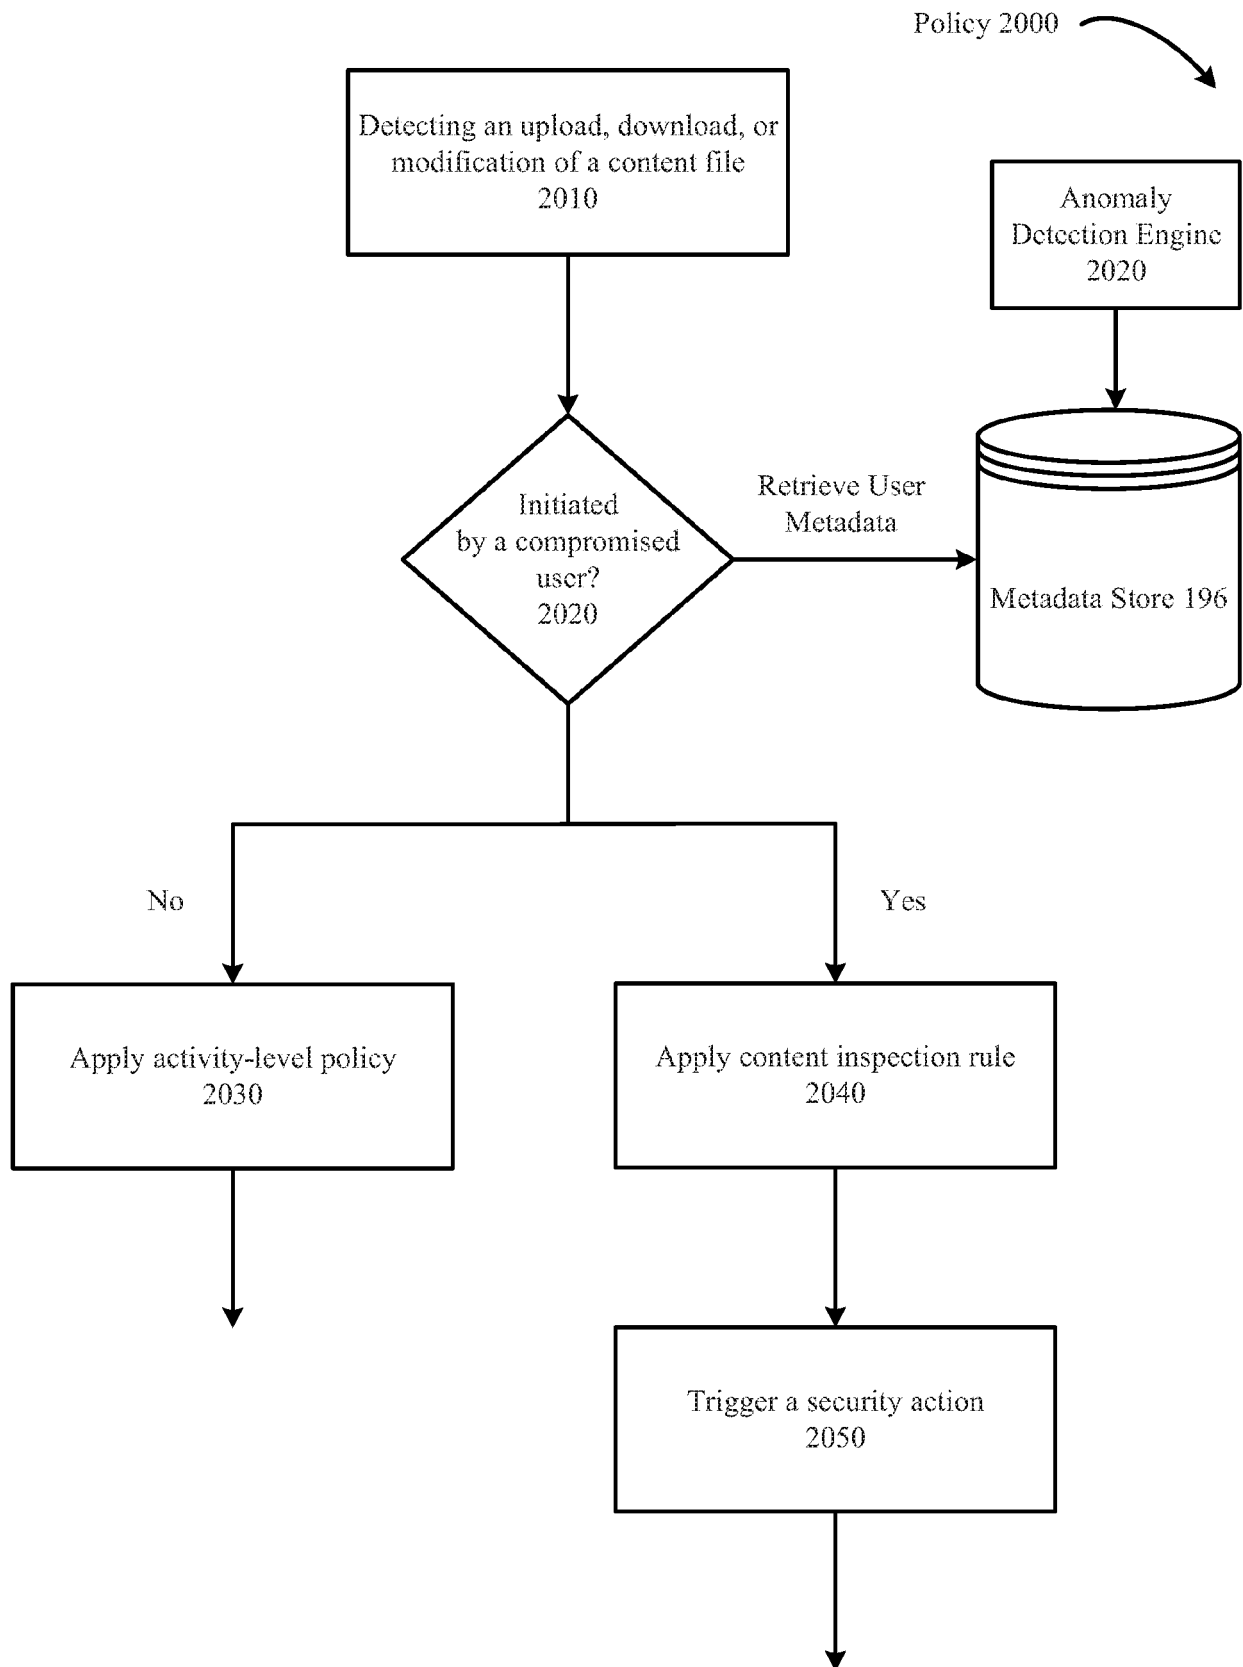 Policy 2000
Detecting an upload, download, or
modification of a content file
2010
Anomaly
Detection Engine
2020
Initiated
by a compromised
user?
2020
Retrieve User
Metadata
Metadata Store 196
No
Yes
Apply activity-level policy
2030
Apply content inspection rule
2040
Trigger a security action
2050